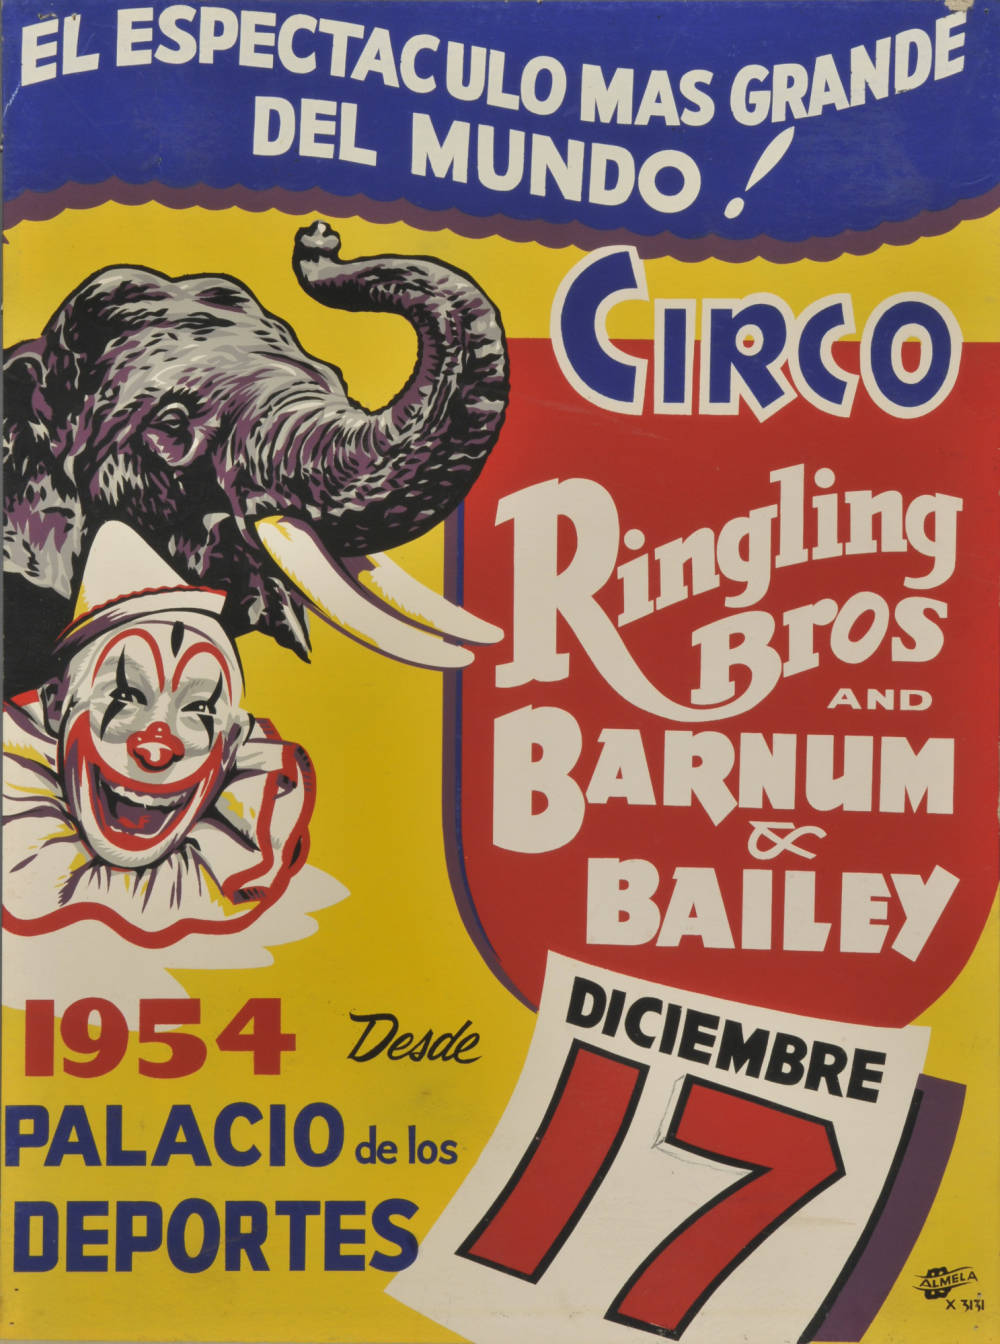 EL ESPECTACULO MAS GRANDE
DEL MUNDO!
CIRCO
Ringling
Bros
AND
BARNUM
&
BAILEY
1954 Desde
PALACIO de los
DEPORTES
DICIEMBRE
17
ALMELA
X 3131